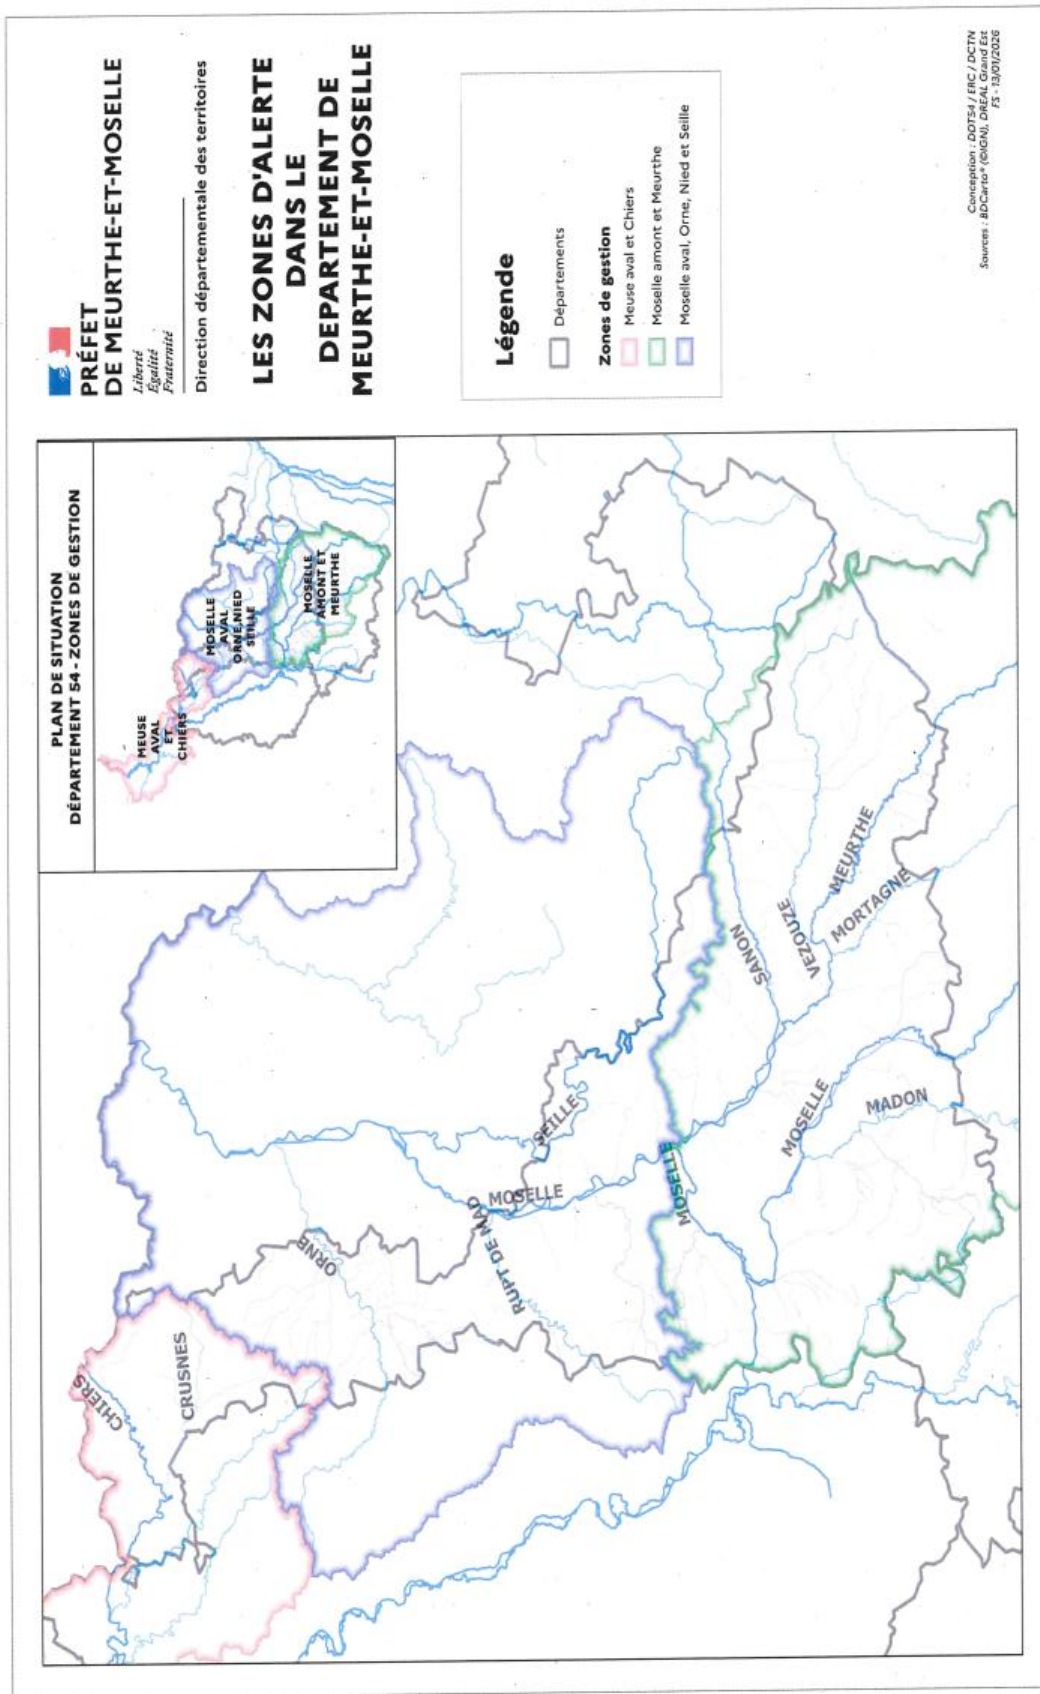 PRÉFET
DE MEURTHE-ET-MOSELLE
Liberté
Égalité
Fraternité
Direction départementale des territoires
LES ZONES D'ALERTE
DANS LE
DEPARTEMENT DE
MEURTHE-ET-MOSELLE
Légende
Départements
Zones de gestion
Meuse aval et Chiers
Moselle amont et Meurthe
Moselle aval, Orne, Nied et Seille
Conception : DDT54 / ERC / DCTN
Sources : BDCarto® (©IGN), DREAL Grand Est
FS - 13/01/2026
PLAN DE SITUATION
DÉPARTEMENT 54 - ZONES DE GESTION
MEUSE
AVAL
ET
CHIERS
MOSELLE
AVAL
ORNE,NIED
SEILLE
MOSELLE
AMONT ET
MEURTHE
CHIERS
CRUSNES
ORNE
RUPT DE MAD
MOSELLE
SEILLE
MOSELLE
SANON
VEZOUZE
MEURTHE
MORTAGNE
MOSELLE
MADON